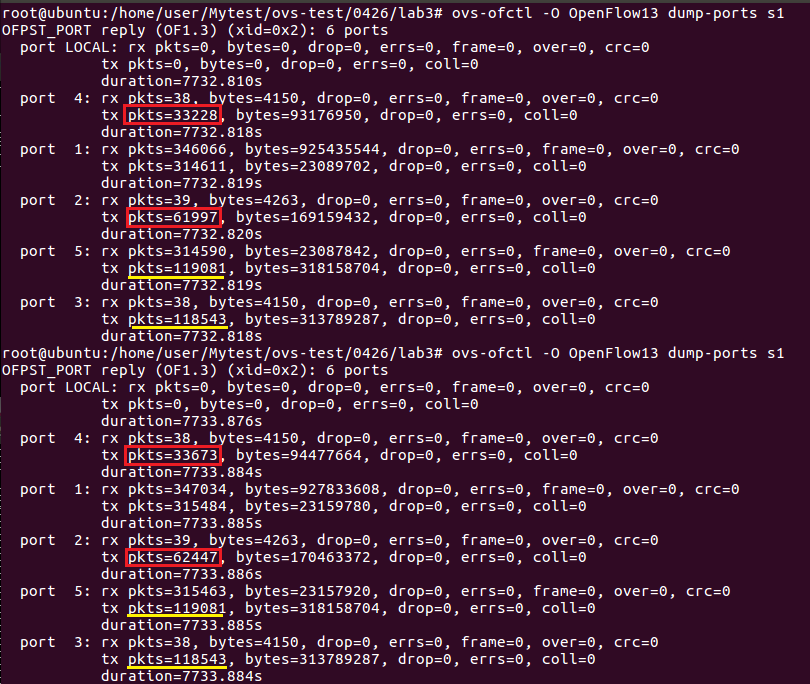 root@ubuntu:/home/user/Mytest/ovs-test/0426/lab3# ovs-ofctl -O OpenFlow13 dump-ports s1
OFPST_PORT reply (OF1.3) (xid=0x2): 6 ports
  port LOCAL: rx pkts=0, bytes=0, drop=0, errs=0, frame=0, over=0, crc=0
           tx pkts=0, bytes=0, drop=0, errs=0, coll=0
           duration=7732.810s
  port  4: rx pkts=38, bytes=4150, drop=0, errs=0, frame=0, over=0, crc=0
           tx pkts=33228, bytes=93176950, drop=0, errs=0, coll=0
           duration=7732.818s
  port  1: rx pkts=346066, bytes=925435544, drop=0, errs=0, frame=0, over=0, crc=0
           tx pkts=314611, bytes=23089702, drop=0, errs=0, coll=0
           duration=7732.819s
  port  2: rx pkts=39, bytes=4263, drop=0, errs=0, frame=0, over=0, crc=0
           tx pkts=61997, bytes=169159432, drop=0, errs=0, coll=0
           duration=7732.820s
  port  5: rx pkts=314590, bytes=23087842, drop=0, errs=0, frame=0, over=0, crc=0
           tx pkts=119081, bytes=318158704, drop=0, errs=0, coll=0
           duration=7732.819s
  port  3: rx pkts=38, bytes=4150, drop=0, errs=0, frame=0, over=0, crc=0
           tx pkts=118543, bytes=313789287, drop=0, errs=0, coll=0
           duration=7732.818s
root@ubuntu:/home/user/Mytest/ovs-test/0426/lab3# ovs-ofctl -O OpenFlow13 dump-ports s1
OFPST_PORT reply (OF1.3) (xid=0x2): 6 ports
  port LOCAL: rx pkts=0, bytes=0, drop=0, errs=0, frame=0, over=0, crc=0
           tx pkts=0, bytes=0, drop=0, errs=0, coll=0
           duration=7733.876s
  port  4: rx pkts=38, bytes=4150, drop=0, errs=0, frame=0, over=0, crc=0
           tx pkts=33673, bytes=94477664, drop=0, errs=0, coll=0
           duration=7733.884s
  port  1: rx pkts=347034, bytes=927833608, drop=0, errs=0, frame=0, over=0, crc=0
           tx pkts=315484, bytes=23159780, drop=0, errs=0, coll=0
           duration=7733.885s
  port  2: rx pkts=39, bytes=4263, drop=0, errs=0, frame=0, over=0, crc=0
           tx pkts=62447, bytes=170463372, drop=0, errs=0, coll=0
           duration=7733.886s
  port  5: rx pkts=315463, bytes=23157920, drop=0, errs=0, frame=0, over=0, crc=0
           tx pkts=119081, bytes=318158704, drop=0, errs=0, coll=0
           duration=7733.885s
  port  3: rx pkts=38, bytes=4150, drop=0, errs=0, frame=0, over=0, crc=0
           tx pkts=118543, bytes=313789287, drop=0, errs=0, coll=0
           duration=7733.884s